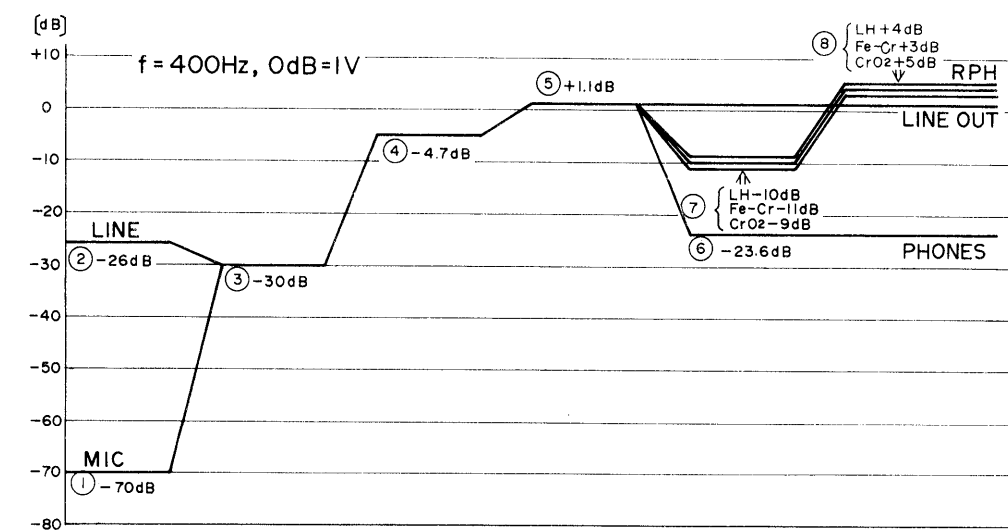 [dB]
+10
0
-10
-20
-30
-40
-50
-60
-70
-80
f=400Hz, 0dB=1V
LINE
② -26dB
③ -30dB
MIC
① -70dB
④ -4.7dB
⑤ +1.1dB
⑧ { LH+4dB
Fe-Cr+3dB
CrO2+5dB
RPH
LINE OUT
⑦ { LH-10dB
Fe-Cr-11dB
CrO2-9dB
⑥ -23.6dB
PHONES